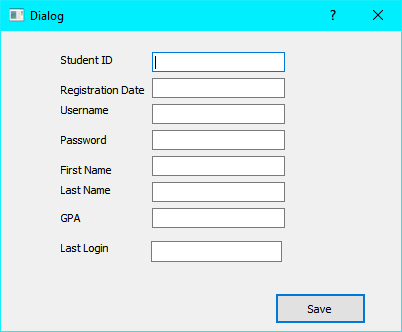 Dialog
?
Student ID
Registration Date
Username
Password
First Name
Last Name
GPA
Last Login
Save